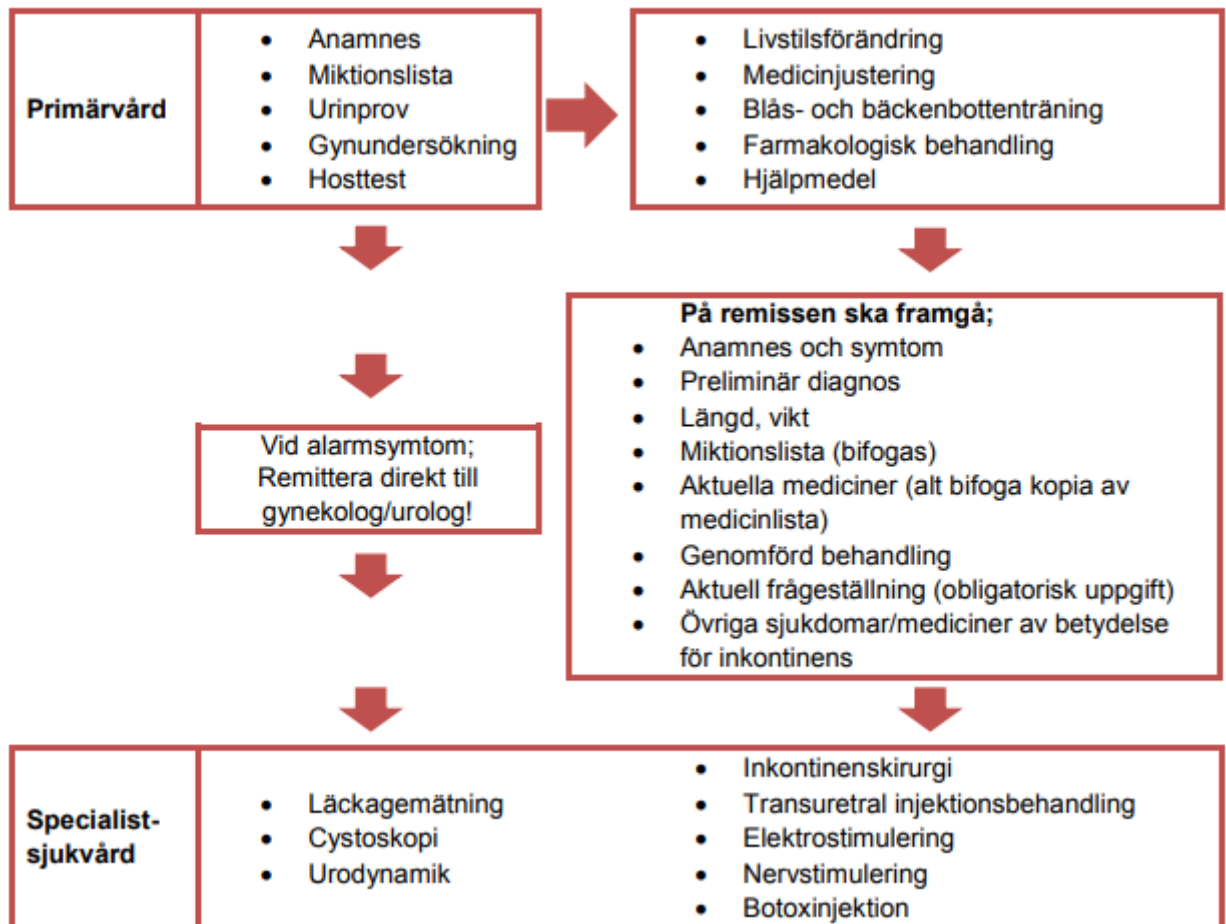 Primärvård
• Anamnes
• Miktionslista
• Urinprov
• Gynundersökning
• Hosttest
• Livstilsförändring
• Medicinjustering
• Blås- och bäckenbottenträning
• Farmakologisk behandling
• Hjälpmedel
Vid alarmsymtom;
Remittera direkt till
gynekolog/urolog!
På remissen ska framgå;
• Anamnes och symtom
• Preliminär diagnos
• Längd, vikt
• Miktionslista (bifogas)
• Aktuella mediciner (alt bifoga kopia av
medicinlista)
• Genomförd behandling
• Aktuell frågeställning (obligatorisk uppgift)
• Övriga sjukdomar/mediciner av betydelse
för inkontinens
Specialist-
sjukvård
• Läckagemätning
• Cystoskopi
• Urodynamik
• Inkontinenskirurgi
• Transuretral injektionsbehandling
• Elektrostimulering
• Nervstimulering
• Botoxinjektion